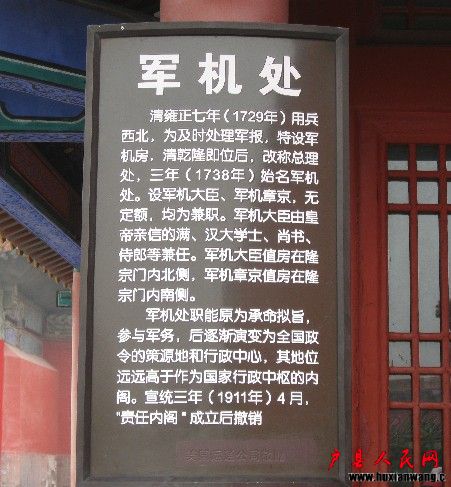 军机处
清雍正七年（1729年）用兵
西北，为及时处理军报，特设军
机房，清乾隆即位后，改称总理
处，三年（1738年）始名军机
处。设军机大臣、军机章京，无
定额，均为兼职。军机大臣由皇
帝亲信的满、汉大学士、尚书、
侍郎等兼任。军机大臣值房在隆
宗门内北侧，军机章京值房在隆
宗门内南侧。
军机处职能原为承命拟旨，
参与军务，后逐渐演变为全国政
令的策源地和行政中心，其地位
远远高于作为国家行政中枢的内
阁。宣统三年（1911年）4月，
"责任内阁"成立后撤销
美国运通公司赞助
户县人民网
www.huxianwang.c